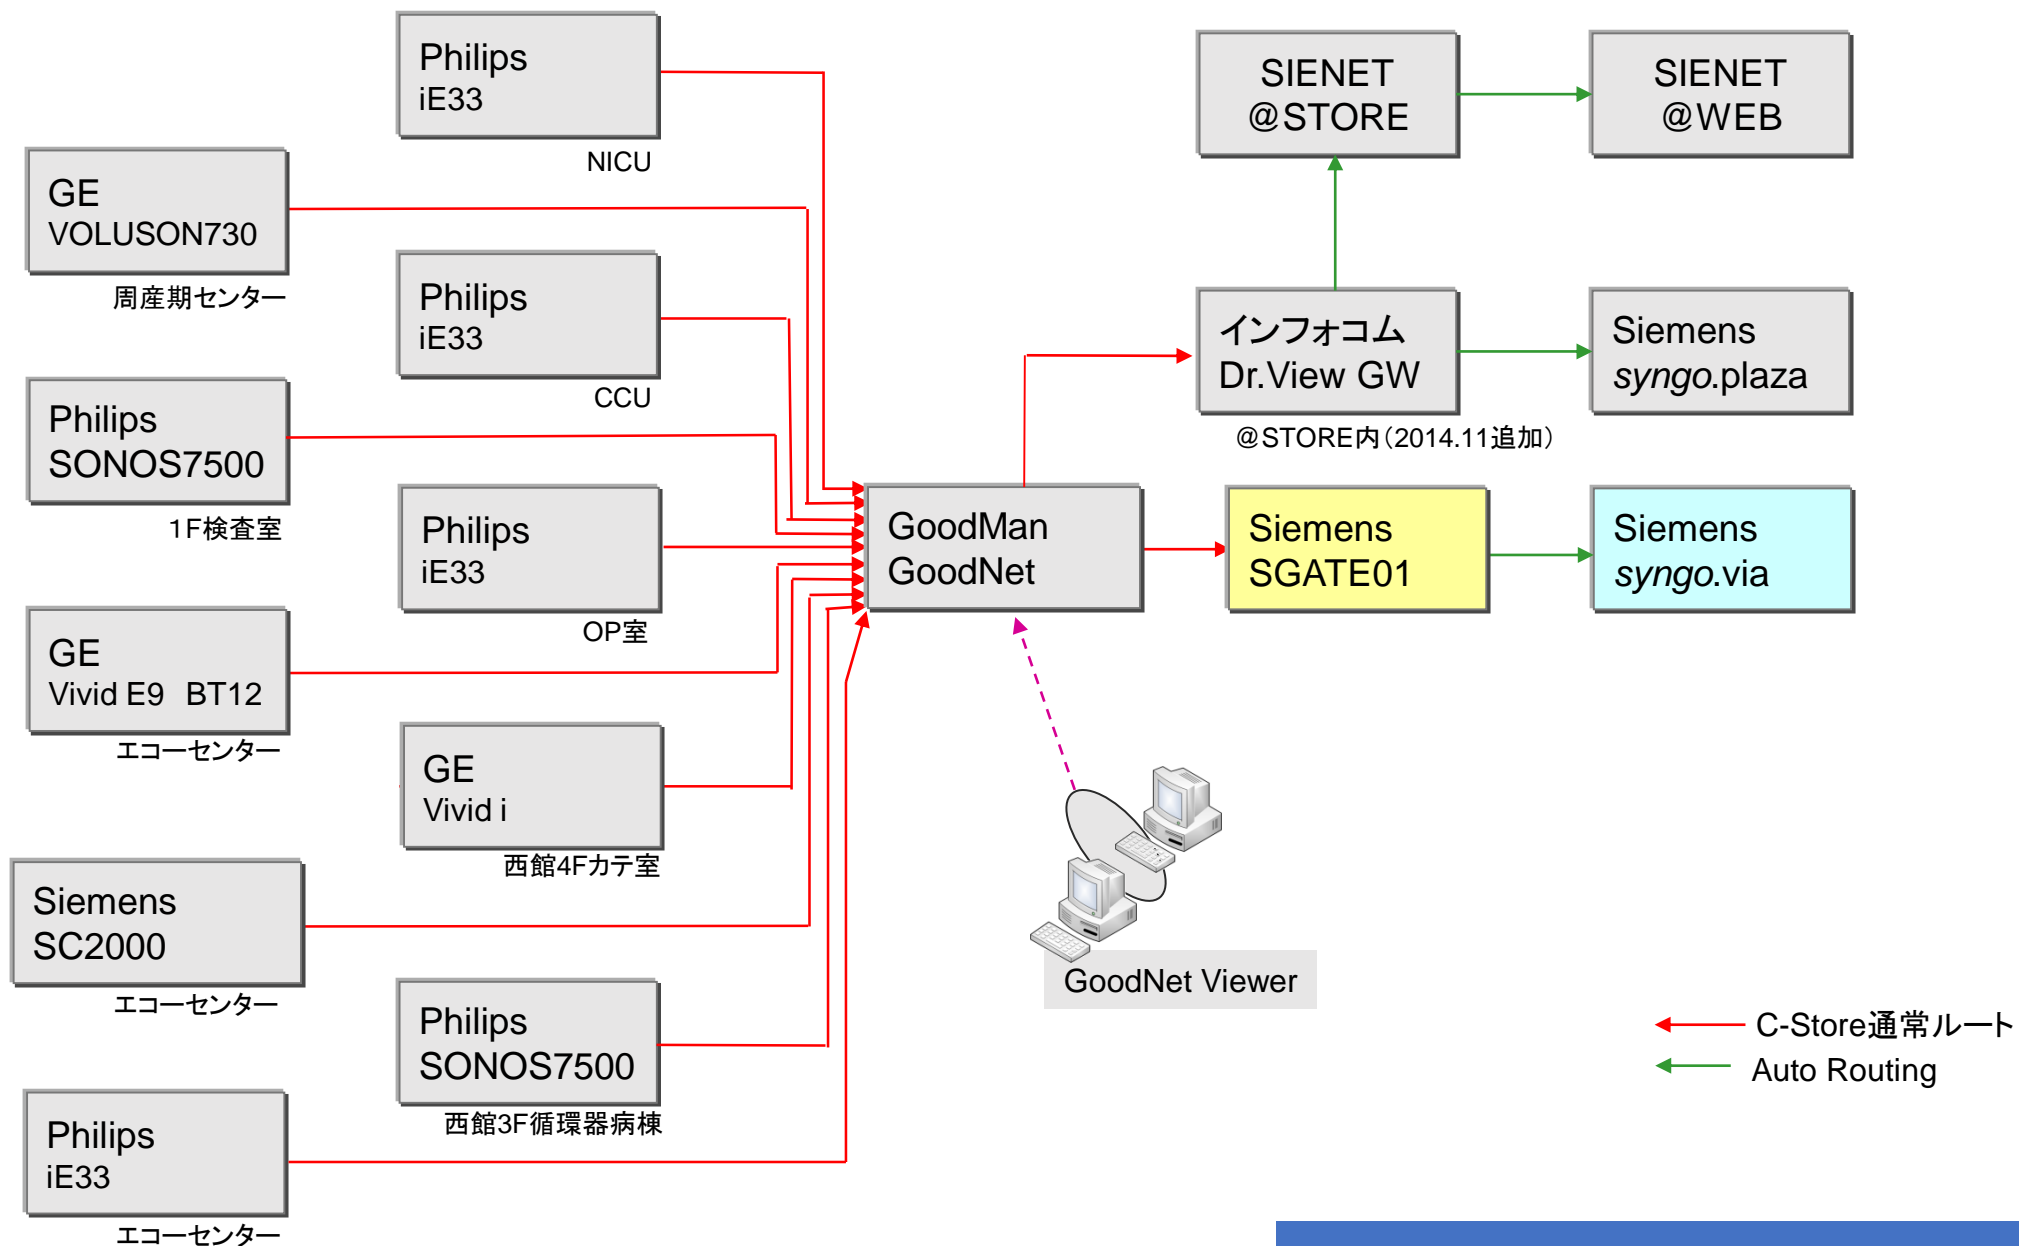 Philips
iE33
NICU
GE
VOLUSON730
周産期センター
Philips
iE33
CCU
Philips
SONOS7500
1F検査室
Philips
iE33
OP室
GE
Vivid E9　BT12
エコーセンター
GE
Vivid i
西館4Fカテ室
Siemens
SC2000
エコーセンター
Philips
SONOS7500
西館3F循環器病棟
Philips
iE33
エコーセンター
GoodMan
GoodNet
GoodNet Viewer
SIENET
@STORE
SIENET
@WEB
インフォコム
Dr.View GW
@STORE内（2014.11追加）
Siemens
syngo.plaza
Siemens
SGATE01
Siemens
syngo.via
C-Store通常ルート
Auto Routing